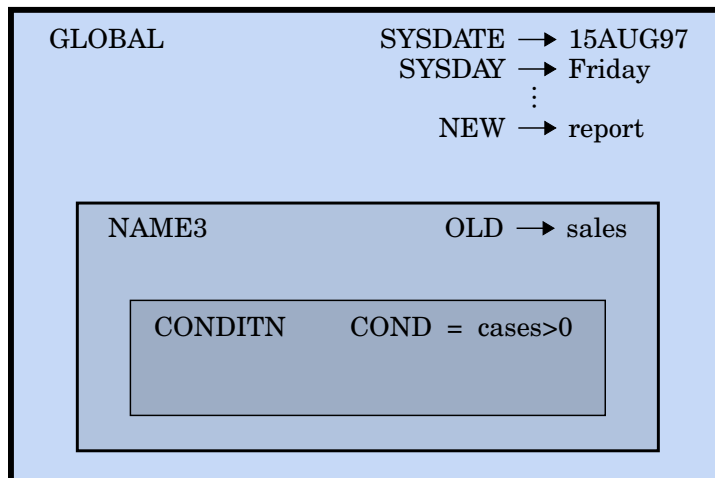 GLOBAL SYSDATE → 15AUG97
SYSDAY → Friday
⋮
NEW → report
NAME3 OLD → sales
CONDITN COND = cases>0